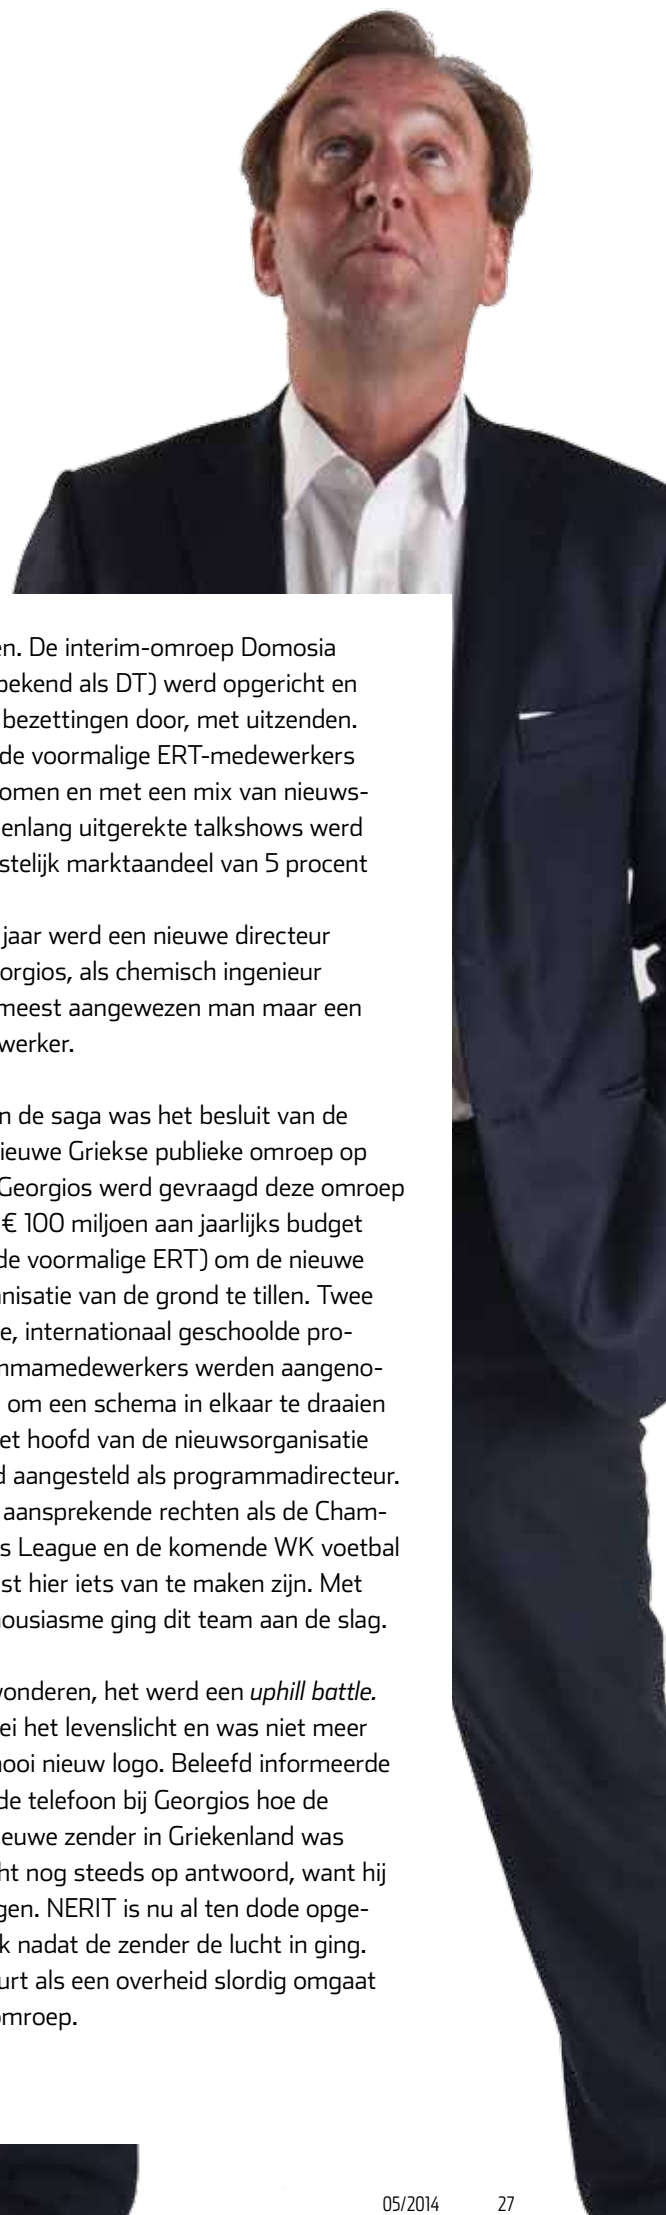 en. De interim-omroep Domosia
bekend als DT) werd opgericht en
bezettingen door, met uitzenden.
de voormalige ERT-medewerkers
omen en met een mix van nieuws-
enlang uitgerekte talkshows werd
stelijk marktaandeel van 5 procent
jaar werd een nieuwe directeur
orgios, als chemisch ingenieur
meest aangewezen man maar een
werker.
n de saga was het besluit van de
ieuwe Griekse publieke omroep op
Georgios werd gevraagd deze omroep
€ 100 miljoen aan jaarlijks budget
de voormalige ERT) om de nieuwe
nisatie van de grond te tillen. Twee
e, internationaal geschoolde pro-
mmamedewerkers werden aangeno-
om een schema in elkaar te draaien
et hoofd van de nieuwsorganisatie
d aangesteld als programmadirecteur.
aansprekende rechten als de Cham-
s League en de komende WK voetbal
st hier iets van te maken zijn. Met
housiasme ging dit team aan de slag.
wonderen, het werd een uphill battle.
ei het levenslicht en was niet meer
nooi nieuw logo. Beleefd informeerde
de telefoon bij Georgios hoe de
euwe zender in Griekenland was
ht nog steeds op antwoord, want hij
gen. NERIT is nu al ten dode opge-
k nadat de zender de lucht in ging.
urt als een overheid slordig omgaat
omroep.
05/2014 27